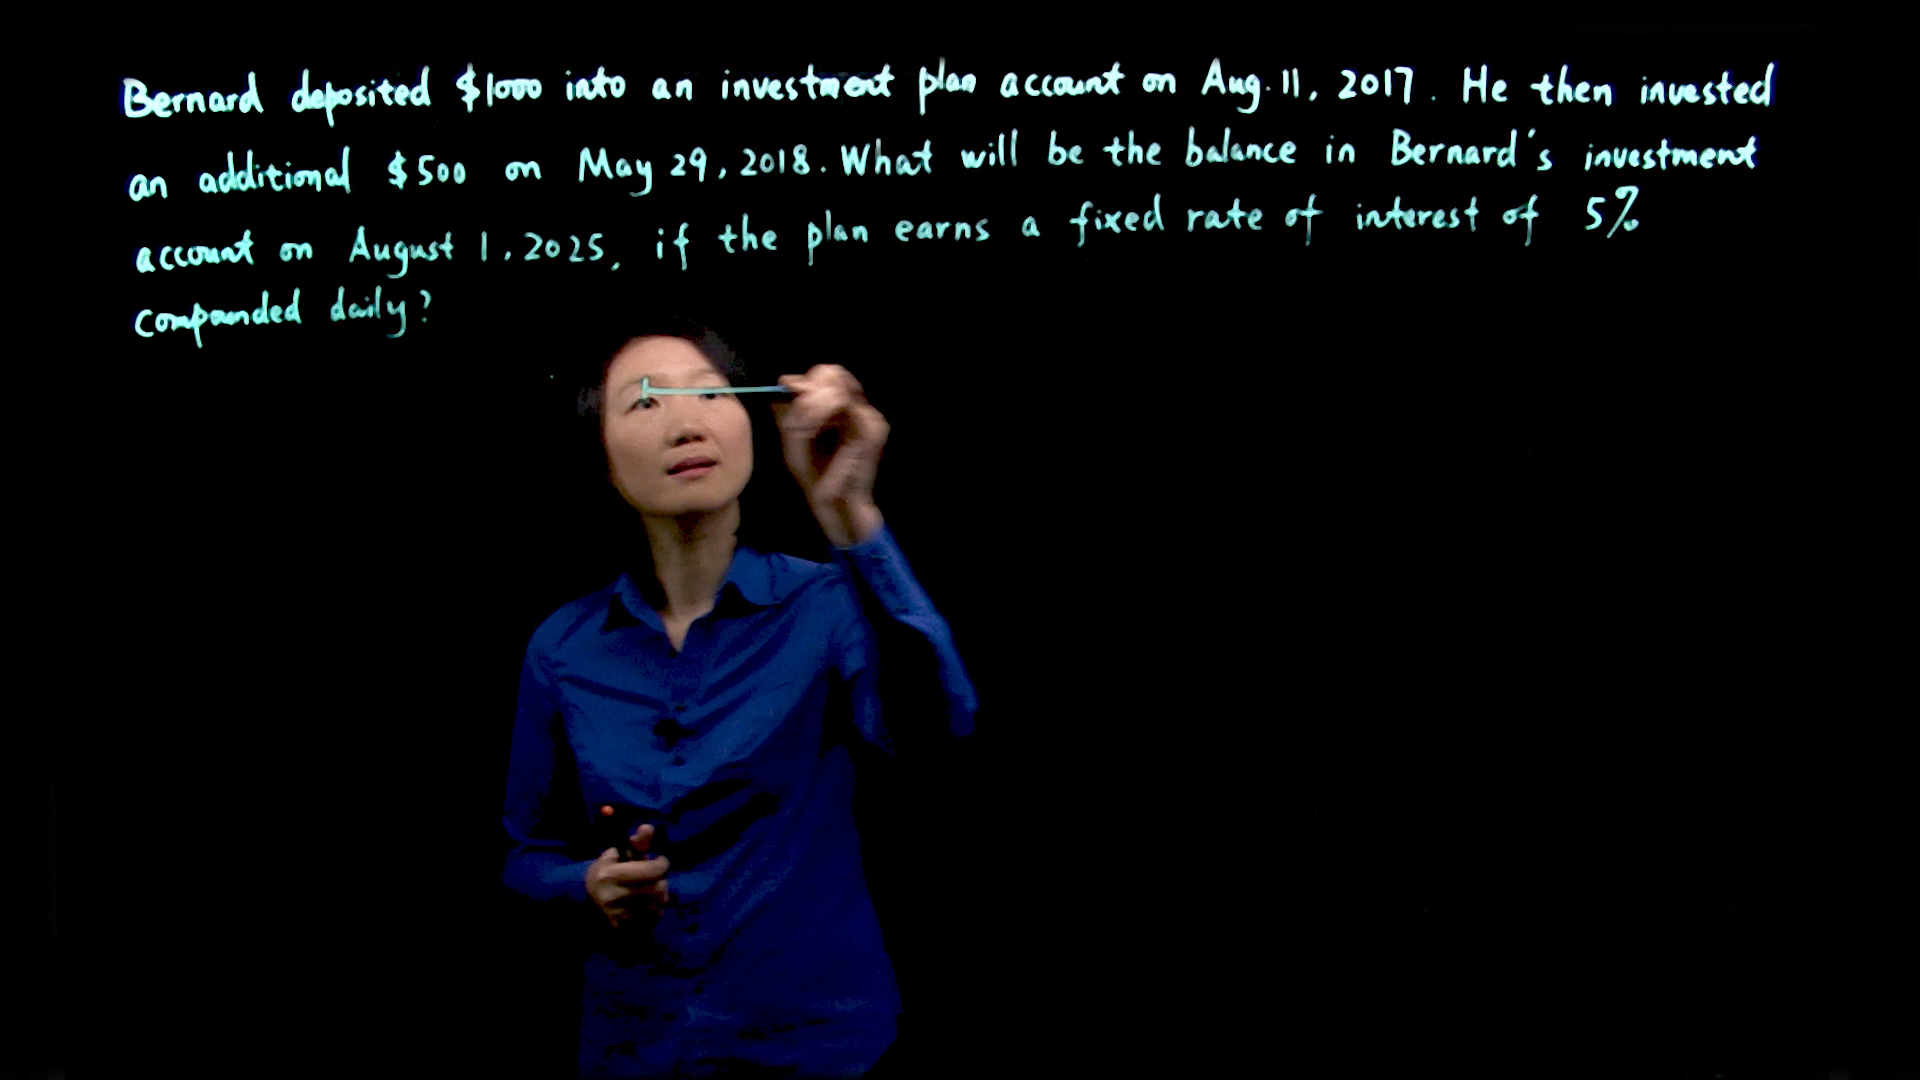 Bernard deposited $1000 into an investment plan account on Aug. 11, 2017. He then invested
an additional $500 on May 29, 2018. What will be the balance in Bernard's investment
account on August 1, 2025, if the plan earns a fixed rate of interest of 5%
compounded daily?